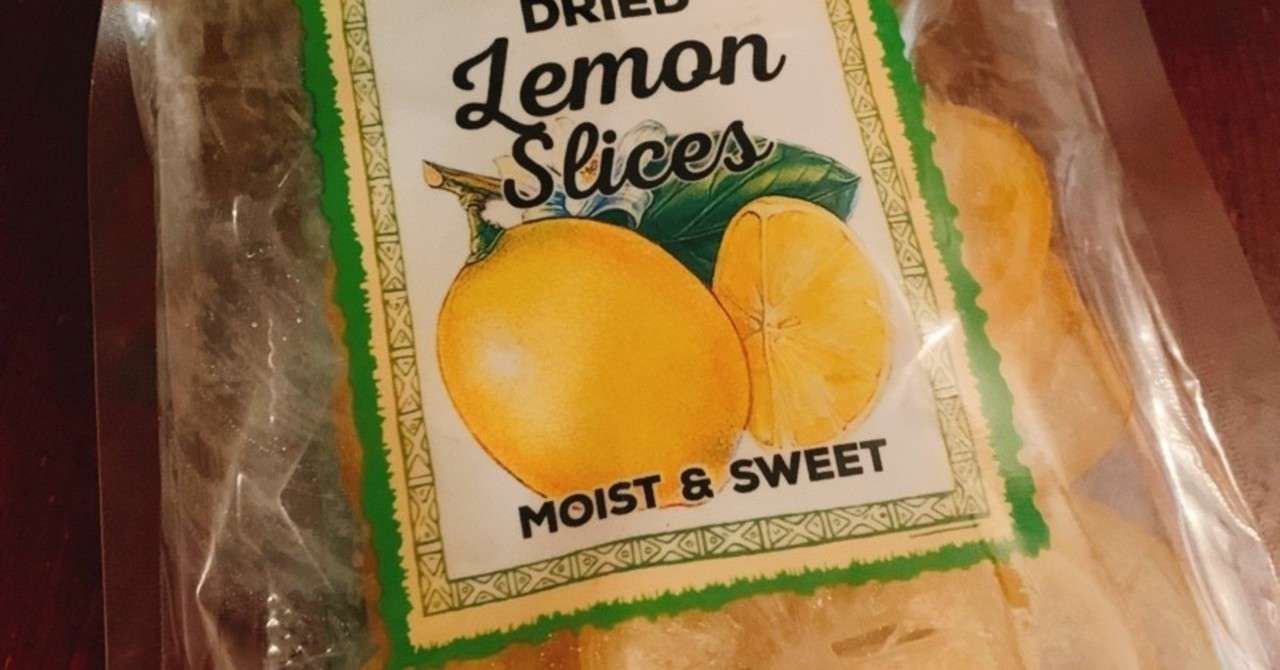 DRIED
Lemon
Slices
MOIST & SWEET